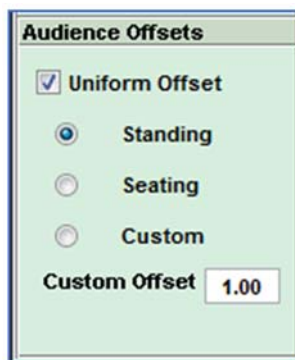 Audience Offsets
Uniform Offset
Standing
Seating
Custom
Custom Offset 1.00